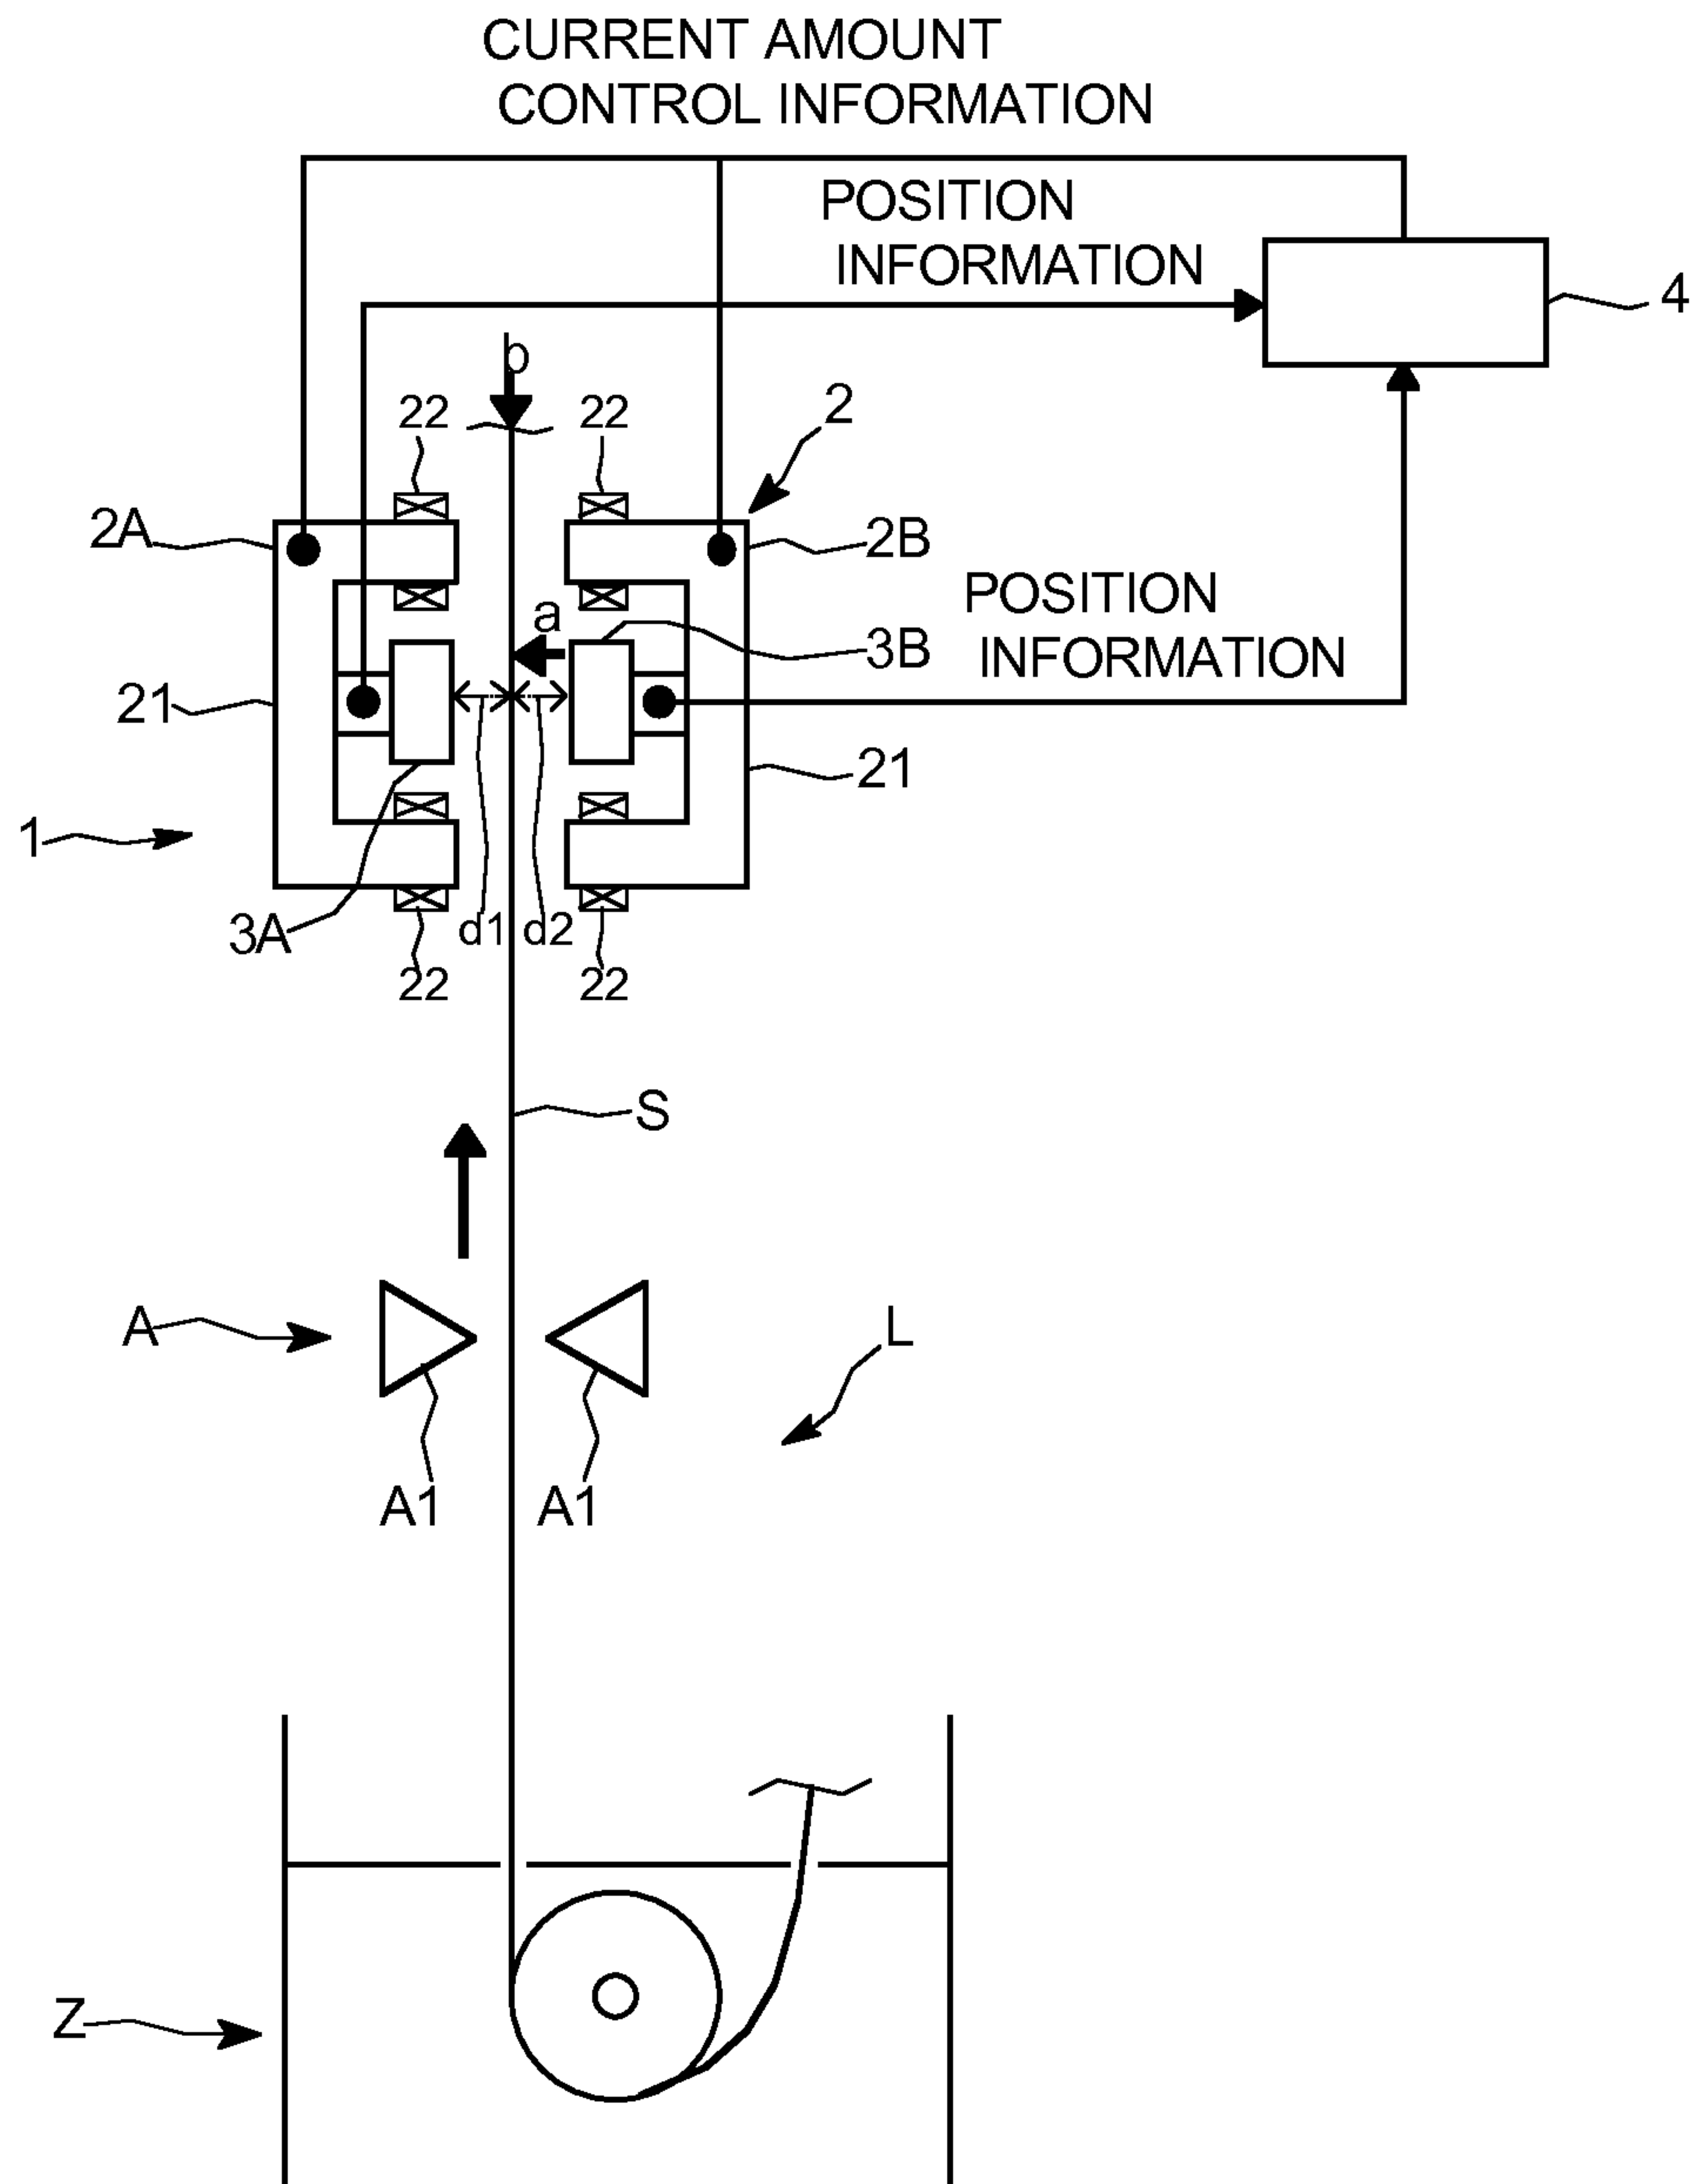 CURRENT AMOUNT
CONTROL INFORMATION
POSITION
INFORMATION
4
b
22
22
2
2A
2B
POSITION
INFORMATION
a
3B
21
21
1
3A
d1
d2
22
22
S
A
L
A1
A1
Z